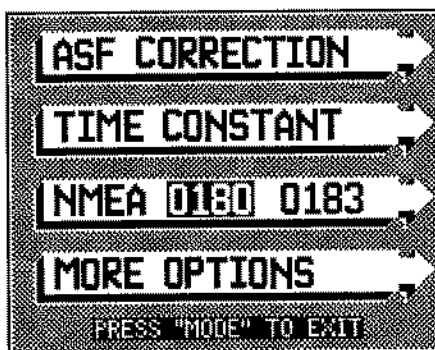 ASF CORRECTION
TIME CONSTANT
NMEA 0180 0183
MORE OPTIONS
PRESS "MODE" TO EXIT